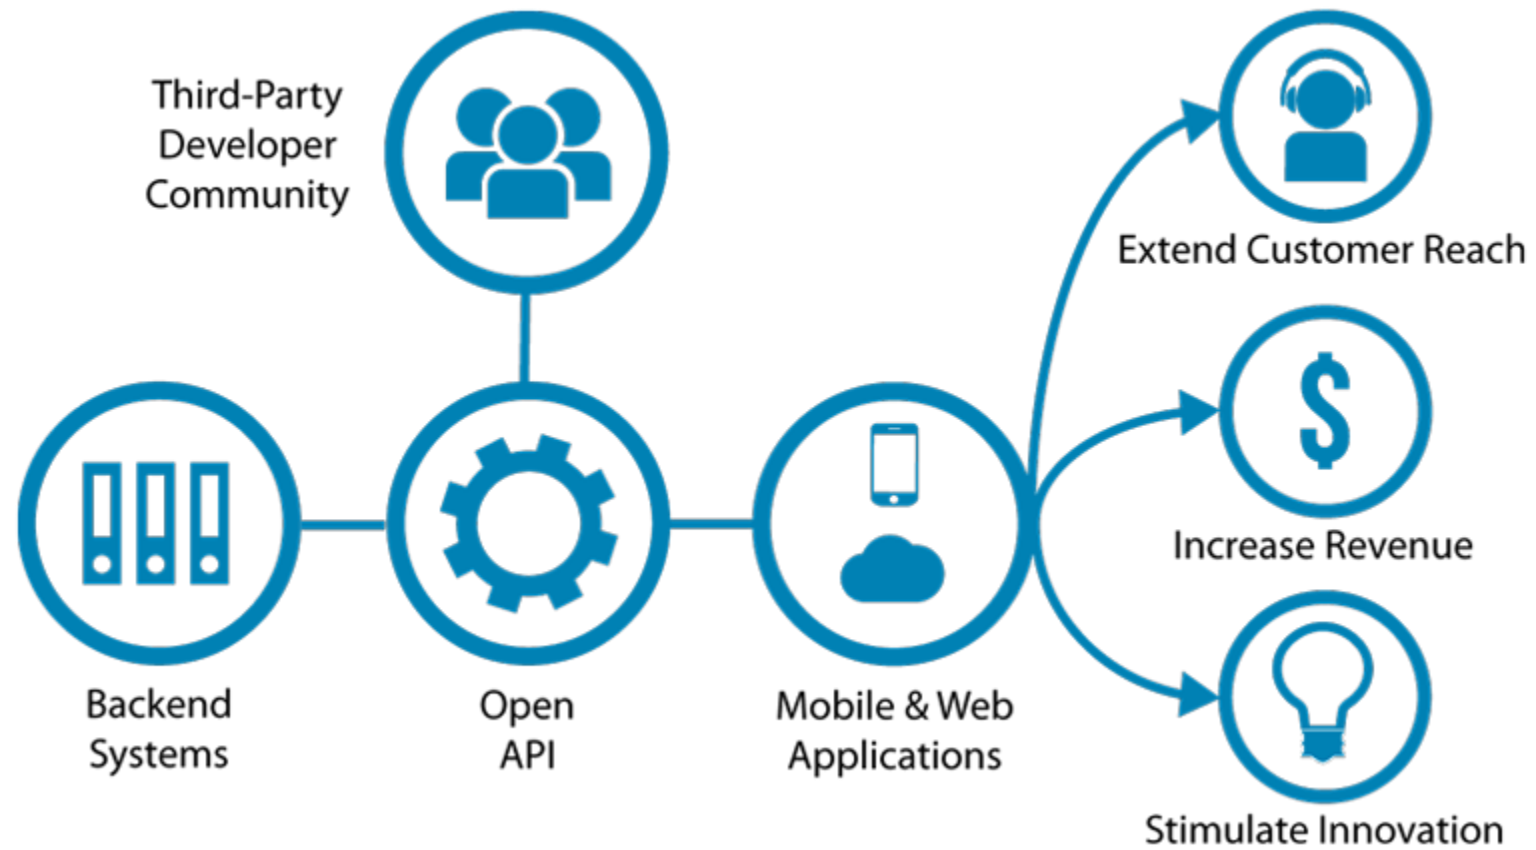 Third-Party
Developer
Community
Extend Customer Reach
Increase Revenue
Backend
Systems
Open
API
Mobile & Web
Applications
Stimulate Innovation